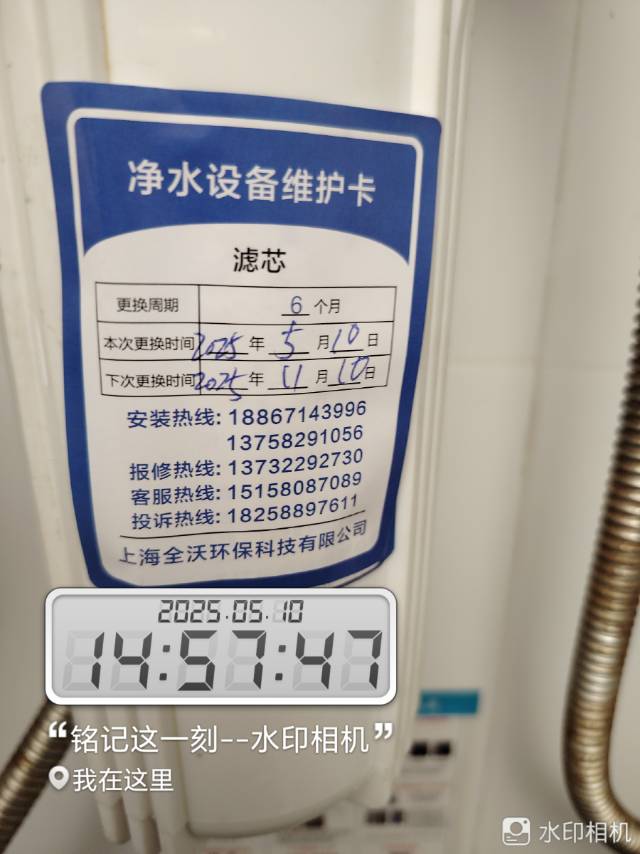 净水设备维护卡
滤芯
更换周期 6 个月
本次更换时间 2025 年 5 月 10 日
下次更换时间 2025 年 11 月 10 日
安装热线: 18867143996
13758291056
报修热线: 13732292730
客服热线: 15158087089
投诉热线: 18258897611
上海全沃环保科技有限公司
2025.05.10
14:57:47
“铭记这一刻--水印相机”
我在这里
水印相机